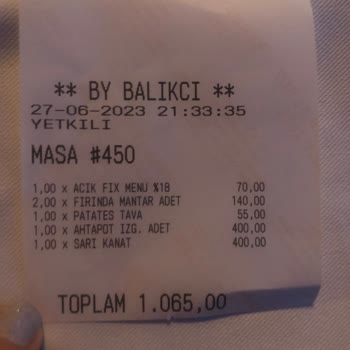 ** BY BALIKCI **
27-06-2023 21:33:35
YETKILI
MASA #450
1,00 x ACIK FIX MENU %18 70,00
2,00 x FIRINDA MANTAR ADET 140,00
1,00 x PATATES TAVA 55,00
1,00 x AHTAPOT IZG. ADET 400,00
1,00 x SARI KANAT 400,00
TOPLAM 1.065,00